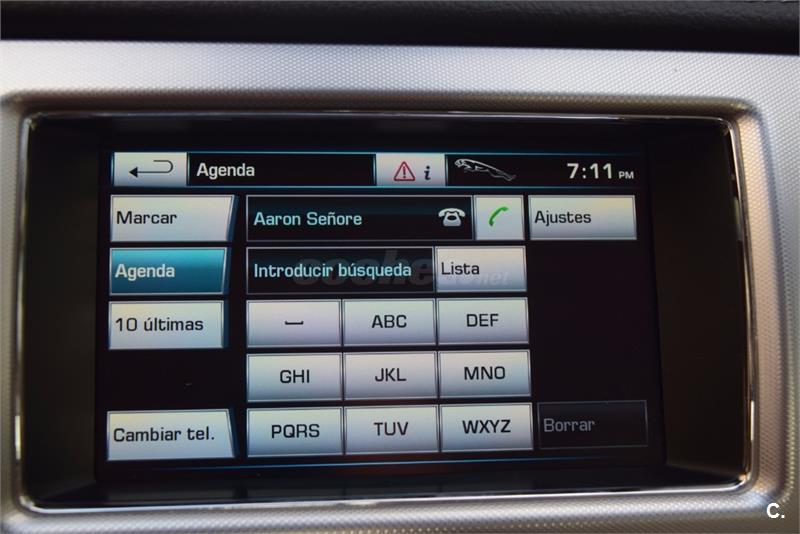 Agenda i 7:11 PM
Marcar Aaron Señore Ajustes
Agenda Introducir búsqueda Lista
10 últimas ABC DEF
GHI JKL MNO
Cambiar tel. PQRS TUV WXYZ Borrar
C.